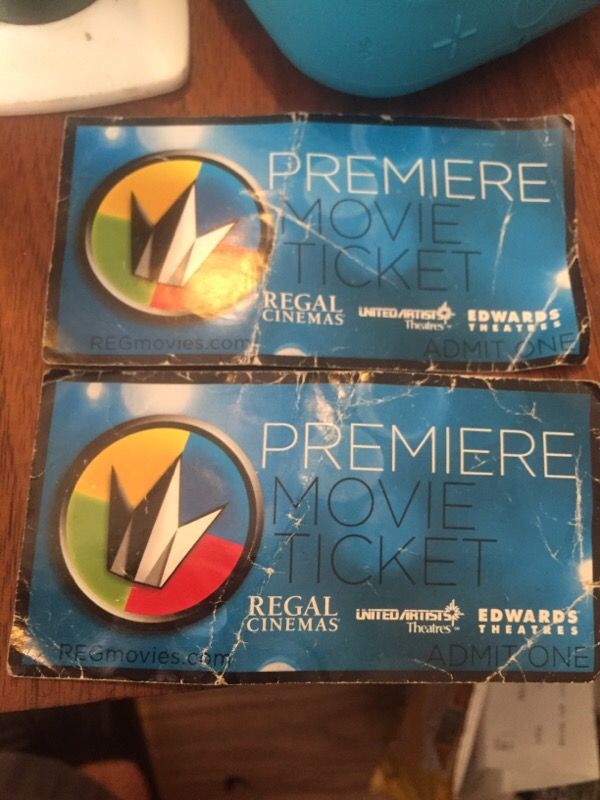 PREMIERE
MOVIE
TICKET
REGAL CINEMAS
UNITED ARTISTS Theatres
EDWARDS THEATRES
REGmovies.com
ADMIT ONE
PREMIERE
MOVIE
TICKET
REGAL CINEMAS
UNITED ARTISTS Theatres
EDWARDS THEATRES
REGmovies.com
ADMIT ONE